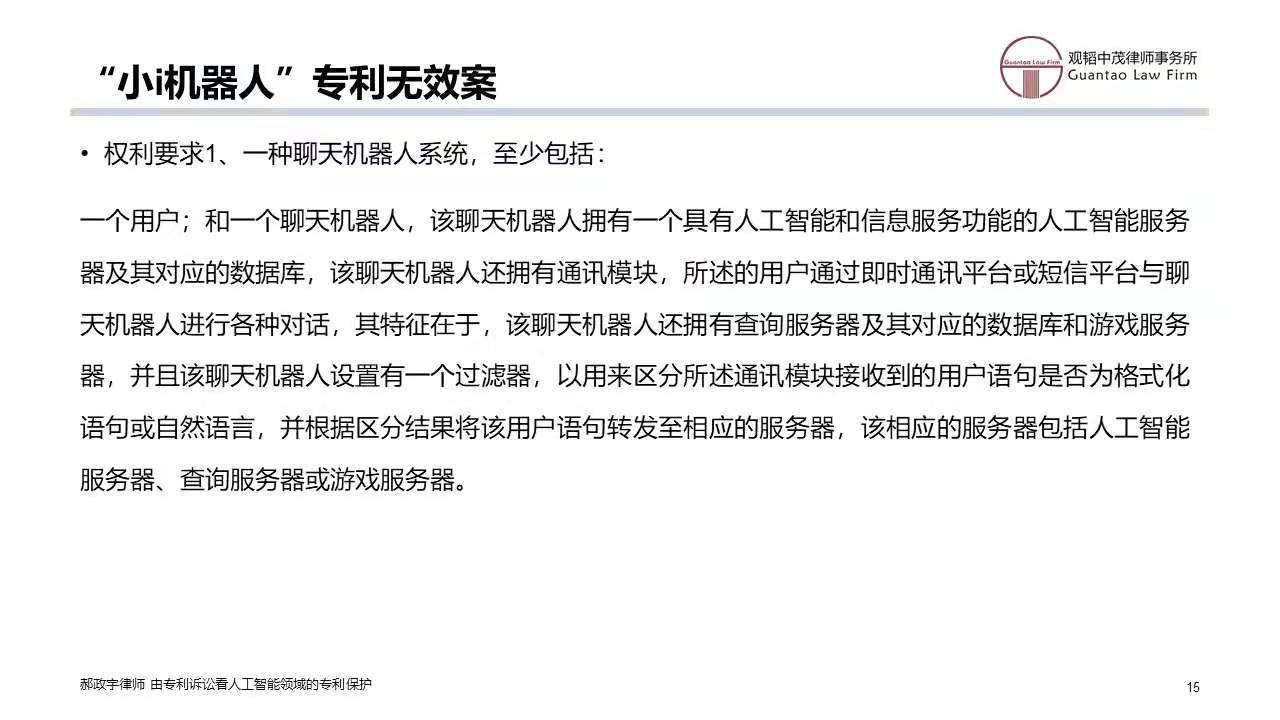 “小i机器人”专利无效案
观韬中茂律师事务所
Guantao Law Firm
Guantao Law Firm
• 权利要求1、一种聊天机器人系统，至少包括：
一个用户；和一个聊天机器人，该聊天机器人拥有一个具有人工智能和信息服务功能的人工智能服务
器及其对应的数据库，该聊天机器人还拥有通讯模块，所述的用户通过即时通讯平台或短信平台与聊
天机器人进行各种对话，其特征在于，该聊天机器人还拥有查询服务器及其对应的数据库和游戏服务
器，并且该聊天机器人设置有一个过滤器，以用来区分所述通讯模块接收到的用户语句是否为格式化
语句或自然语言，并根据区分结果将该用户语句转发至相应的服务器，该相应的服务器包括人工智能
服务器、查询服务器或游戏服务器。
郝政宇律师 由专利诉讼看人工智能领域的专利保护
15